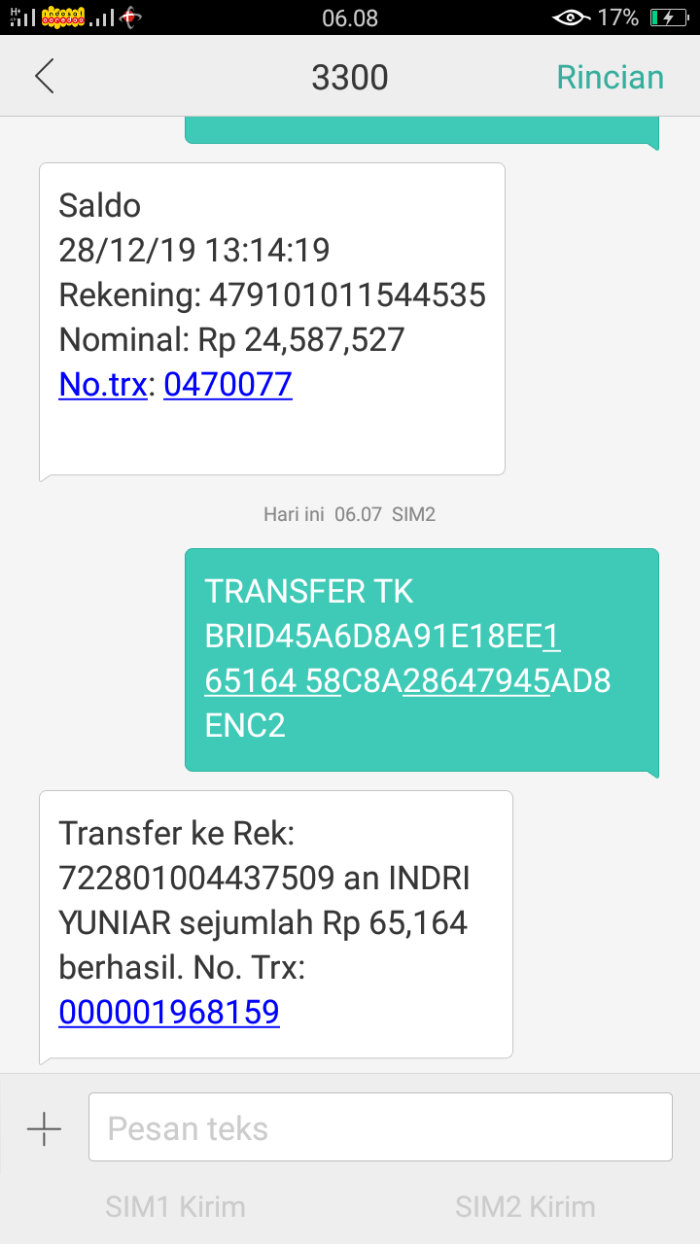 06.08
17%
3300
Rincian
Saldo
28/12/19 13:14:19
Rekening: 479101011544535
Nominal: Rp 24,587,527
No.trx: 0470077
Hari ini 06.07 SIM2
TRANSFER TK
BRID45A6D8A91E18EE1
65164 58C8A28647945AD8
ENC2
Transfer ke Rek:
722801004437509 an INDRI
YUNIAR sejumlah Rp 65,164
berhasil. No. Trx:
000001968159
Pesan teks
SIM1 Kirim
SIM2 Kirim